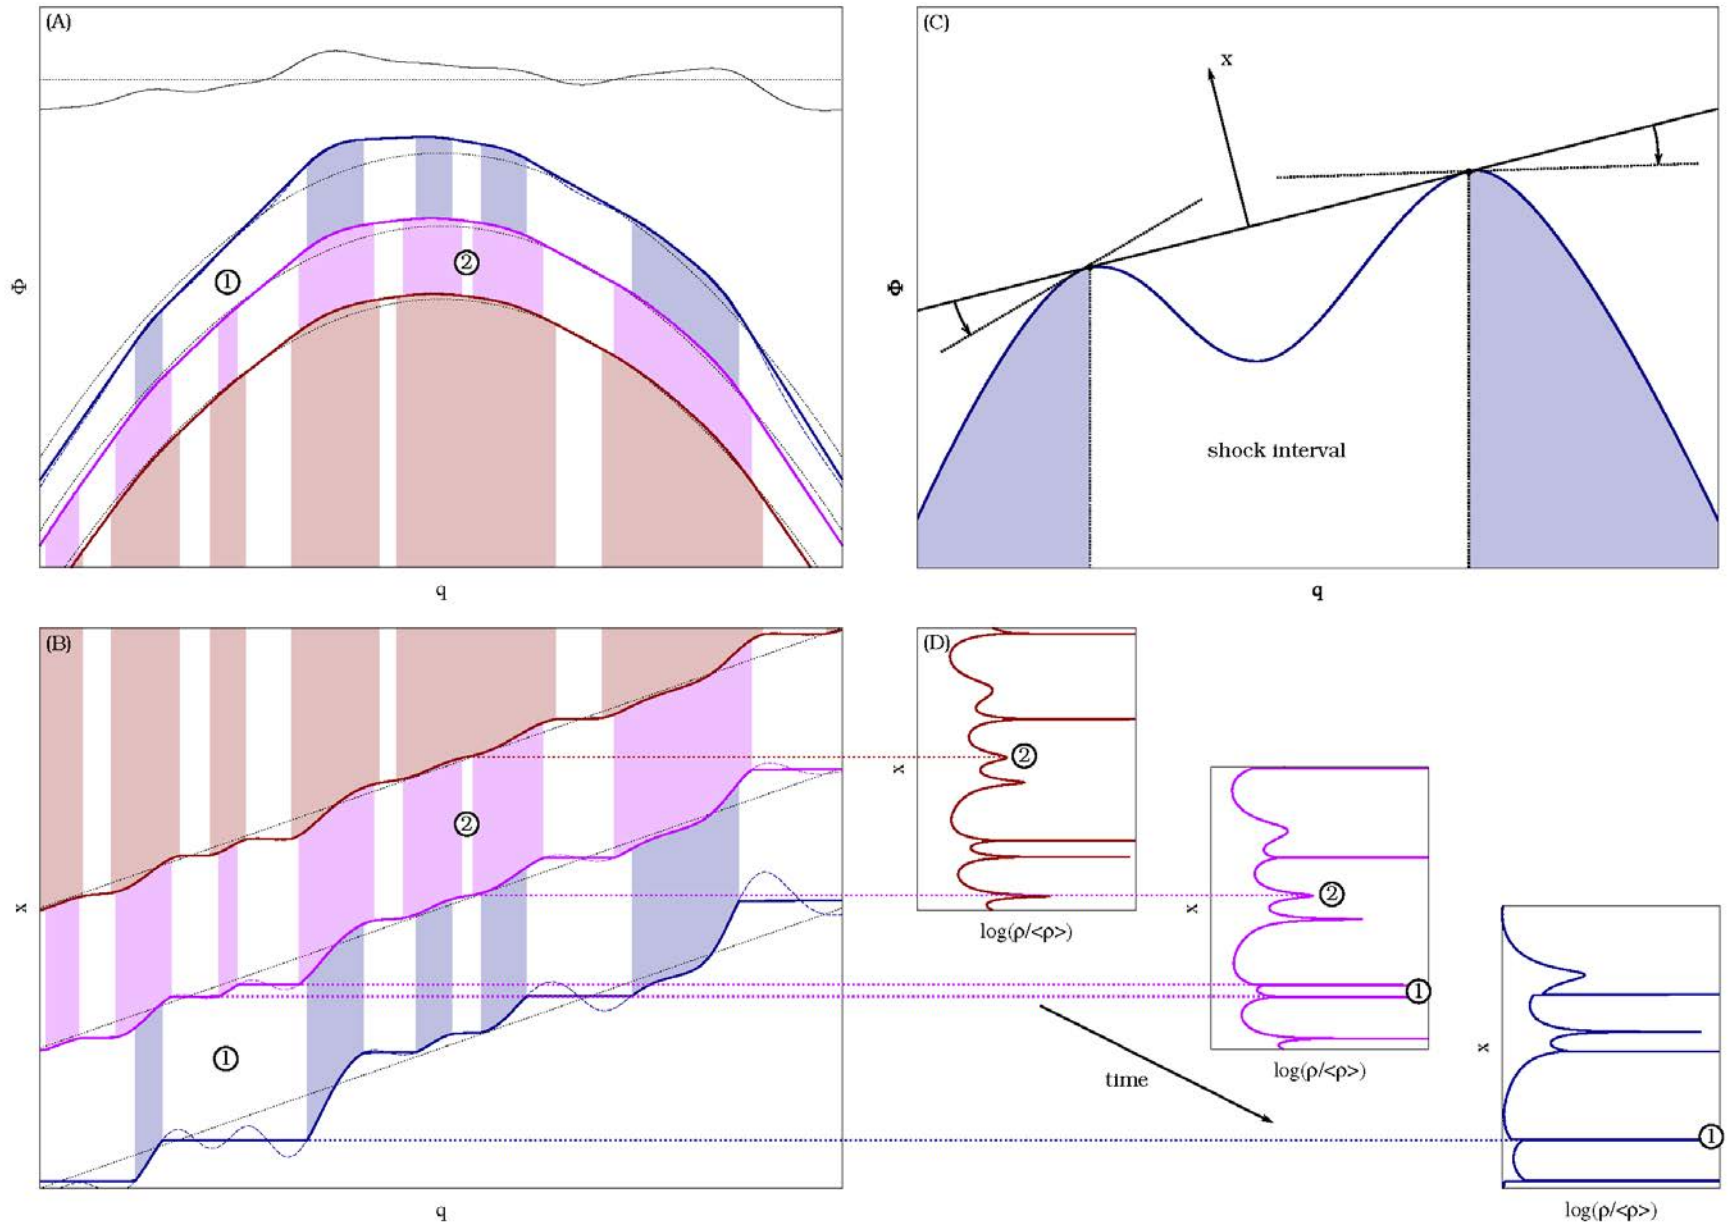 (A)
Φ
①
②
q
(C)
x
Φ
shock interval
q
(B)
x
②
①
q
(D)
x
②
log(ρ/<ρ>)
x
②
①
log(ρ/<ρ>)
time
x
①
log(ρ/<ρ>)